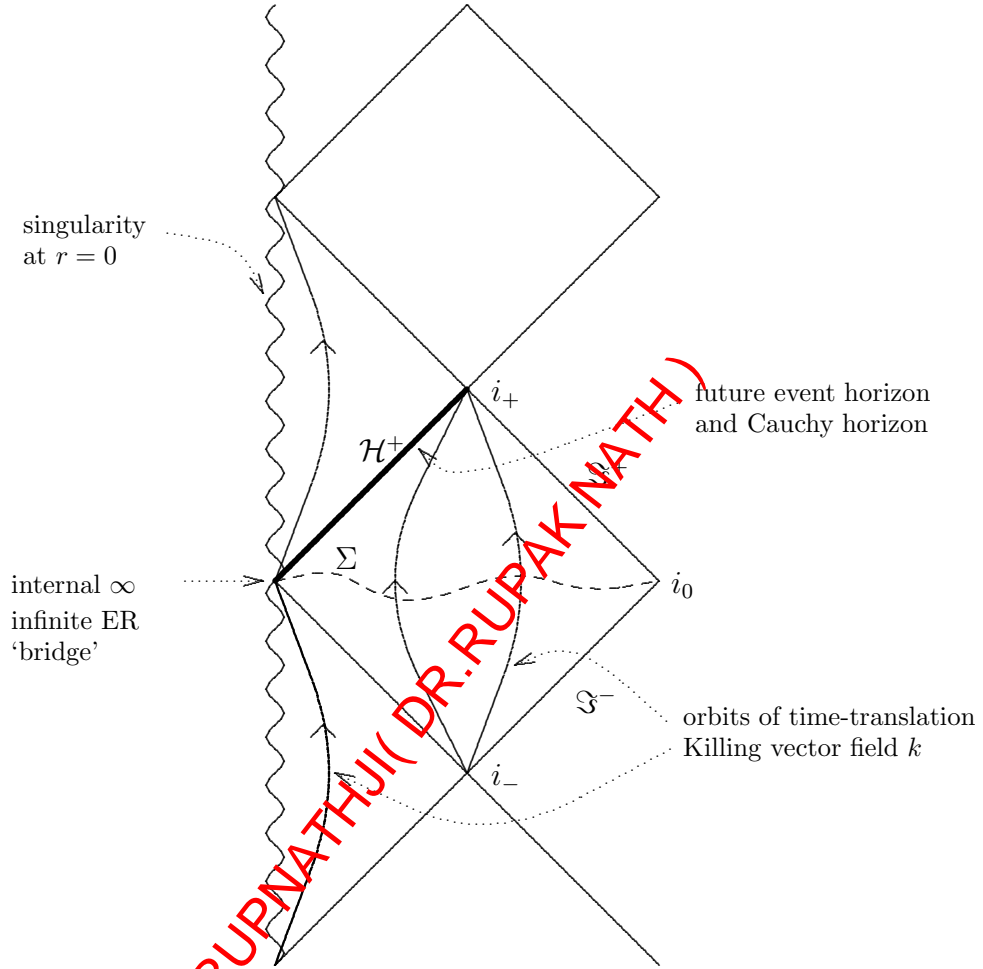 singularity
at r = 0
i₊
future event horizon
and Cauchy horizon
ℋ⁺
ℑ⁺
Σ
internal ∞
infinite ER
‘bridge’
i₀
ℑ⁻
orbits of time-translation
Killing vector field k
i₋
RUPNATHJI( DR.RUPAK NATH )